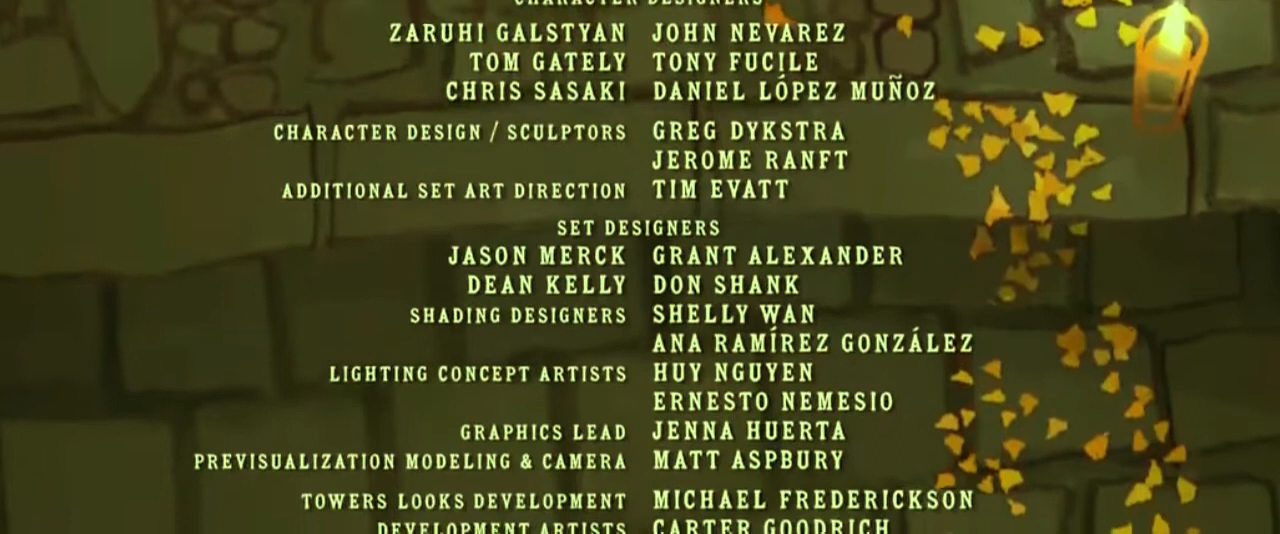 CHARACTER DESIGNERS
ZARUHI GALSTYAN JOHN NEVAREZ
TOM GATELY TONY FUCILE
CHRIS SASAKI DANIEL LÓPEZ MUÑOZ
CHARACTER DESIGN / SCULPTORS GREG DYKSTRA
JEROME RANFT
ADDITIONAL SET ART DIRECTION TIM EVATT
SET DESIGNERS
JASON MERCK GRANT ALEXANDER
DEAN KELLY DON SHANK
SHADING DESIGNERS SHELLY WAN
ANA RAMÍREZ GONZÁLEZ
LIGHTING CONCEPT ARTISTS HUY NGUYEN
ERNESTO NEMESIO
GRAPHICS LEAD JENNA HUERTA
PREVISUALIZATION MODELING & CAMERA MATT ASPBURY
TOWERS LOOKS DEVELOPMENT MICHAEL FREDERICKSON
DEVELOPMENT ARTISTS CARTER GOODRICH